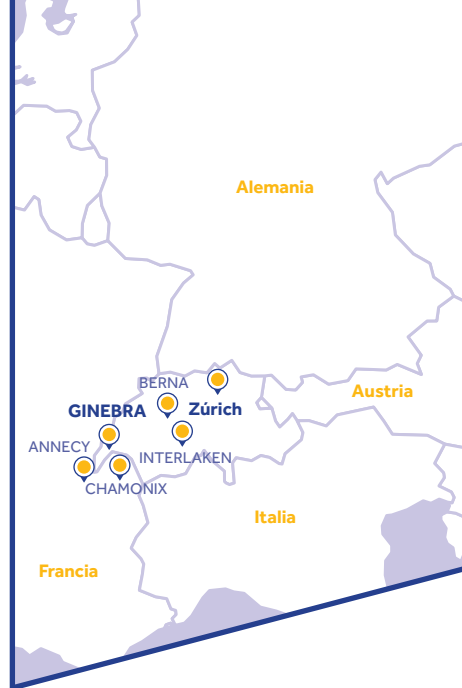 Alemania
BERNA
Austria
GINEBRA
Zúrich
ANNECY
INTERLAKEN
CHAMONIX
Italia
Francia